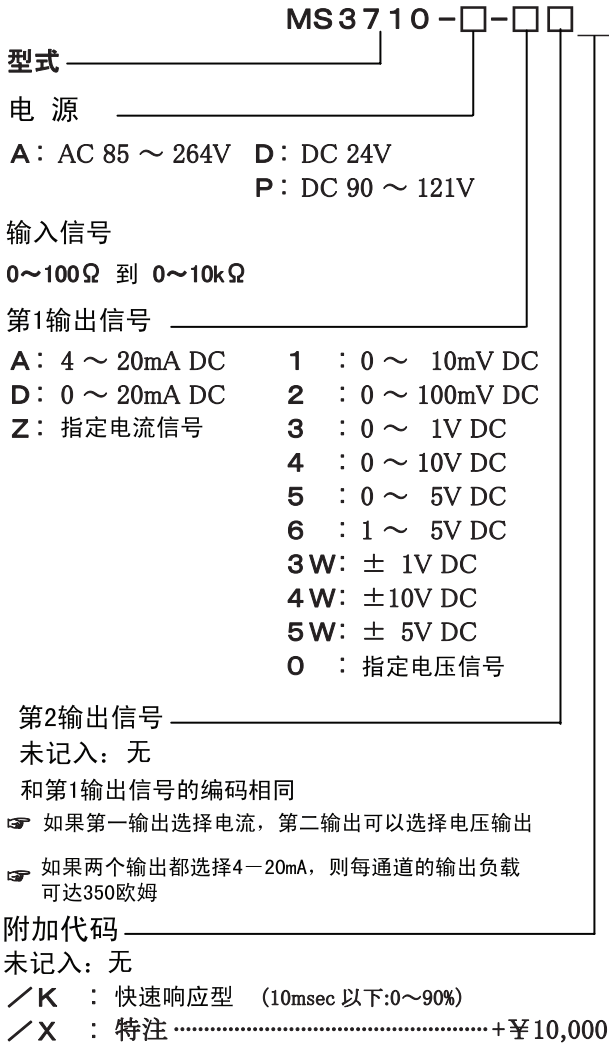 MS3710-□-□□
型式
电 源
A: AC 85 ～ 264V D: DC 24V
P: DC 90 ～ 121V
输入信号
0～100Ω 到 0～10kΩ
第1输出信号
A: 4 ～ 20mA DC 1 : 0 ～ 10mV DC
D: 0 ～ 20mA DC 2 : 0 ～ 100mV DC
Z: 指定电流信号 3 : 0 ～ 1V DC
4 : 0 ～ 10V DC
5 : 0 ～ 5V DC
6 : 1 ～ 5V DC
3W: ± 1V DC
4W: ±10V DC
5W: ± 5V DC
0 : 指定电压信号
第2输出信号
未记入：无
和第1输出信号的编码相同
☞ 如果第一输出选择电流，第二输出可以选择电压输出
☞ 如果两个输出都选择4－20mA，则每通道的输出负载
可达350欧姆
附加代码
未记入：无
／K : 快速响应型 (10msec 以下:0～90%)
／X : 特注 ·················································+￥10,000